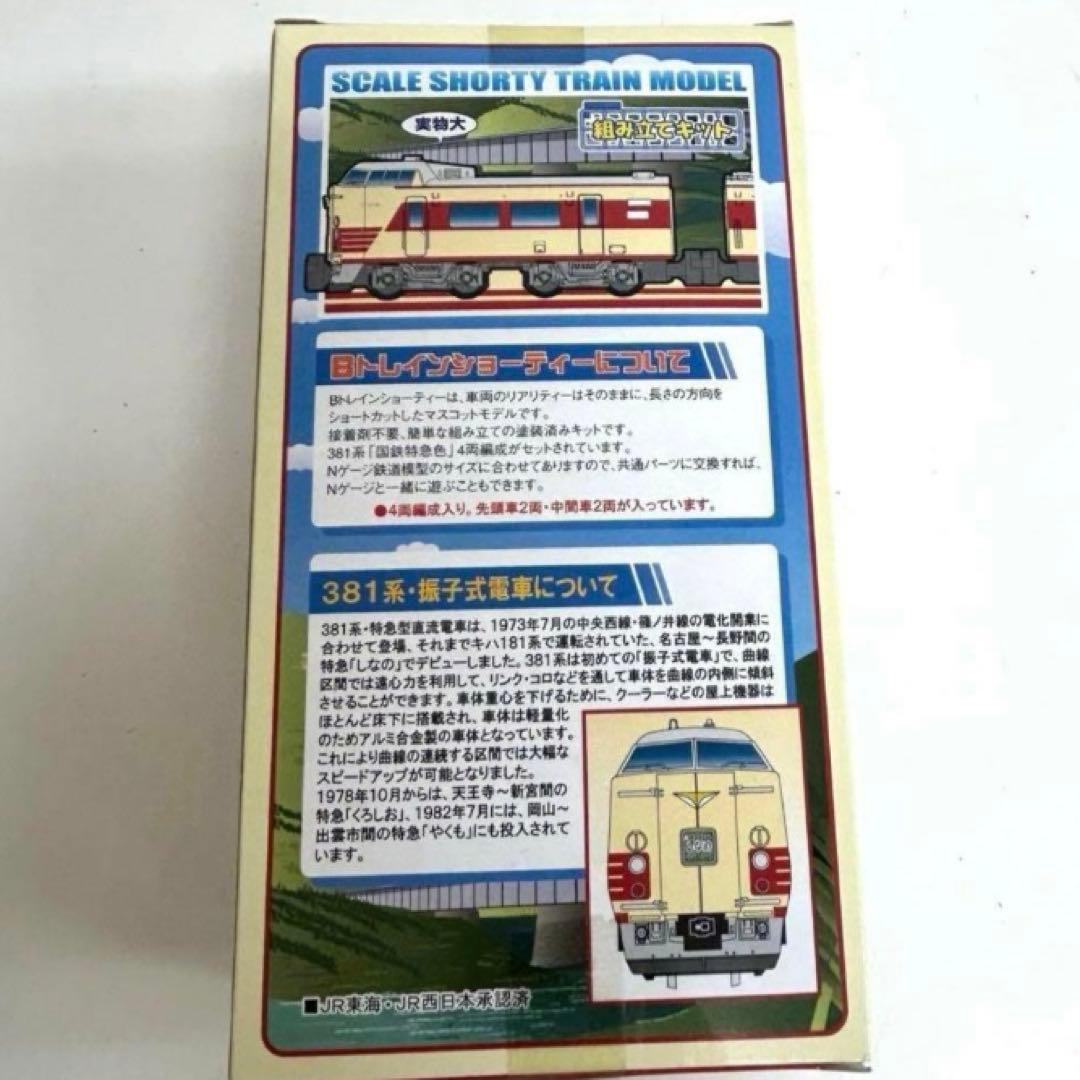 SCALE SHORTY TRAIN MODEL
実物大
組み立てキット
Bトレインショーティーについて
Bトレインショーティーは、車両のリアリティーはそのままに、長さの方向を
ショートカットしたマスコットモデルです。
接着剤不要、簡単な組み立ての塗装済みキットです。
381系「国鉄特急色」4両編成がセットされています。
Nゲージ鉄道模型のサイズに合わせてありますので、共通パーツに交換すれば、
Nゲージと一緒に遊ぶこともできます。
●4両編成入り。先頭車2両・中間車2両が入っています。
381系・振子式電車について
381系・特急型直流電車は、1973年7月の中央西線・篠ノ井線の電化開業に
合わせて登場、それまでキハ181系で運転されていた、名古屋～長野間の
特急「しなの」でデビューしました。381系は初めての「振子式電車」で、曲線
区間では遠心力を利用して、リンク・コロなどを通して車体を曲線の内側に傾斜
させることができます。車体重心を下げるために、クーラーなどの屋上機器は
ほとんど床下に搭載され、車体は軽量化
のためアルミ合金製の車体となっています。
これにより曲線の連続する区間では大幅な
スピードアップが可能となりました。
1978年10月からは、天王寺～新宮間の
特急「くろしお」、1982年7月には、岡山～
出雲市間の特急「やくも」にも投入されて
います。
しなの
■JR東海・JR西日本承認済